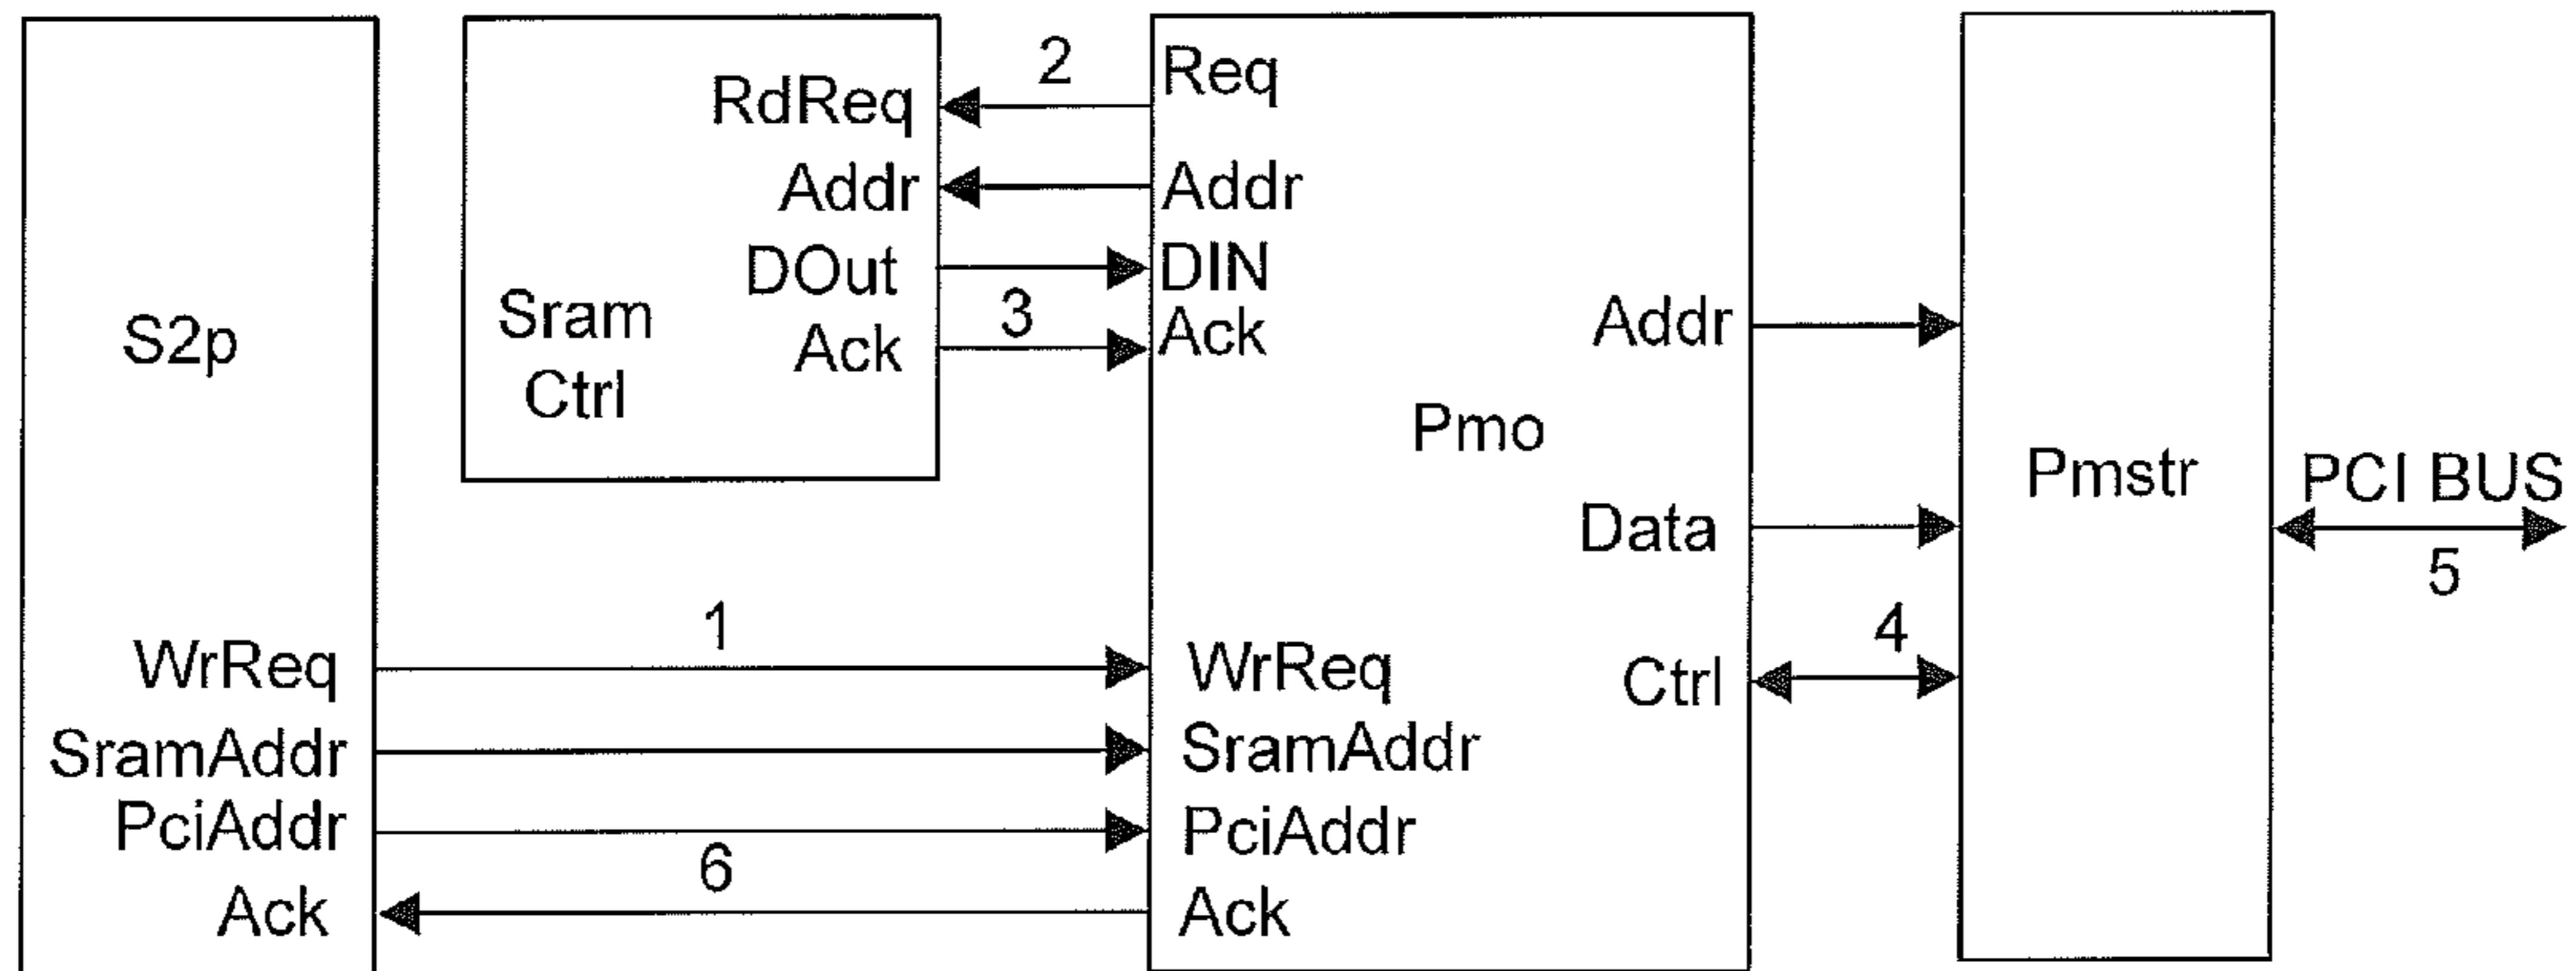 S2p
WrReq
SramAddr
PciAddr
Ack
Sram
Ctrl
RdReq
Addr
DOut
Ack
2
3
1
6
Req
Addr
DIN
Ack
Pmo
WrReq
SramAddr
PciAddr
Ack
Addr
Data
Ctrl
4
Pmstr
PCI BUS
5